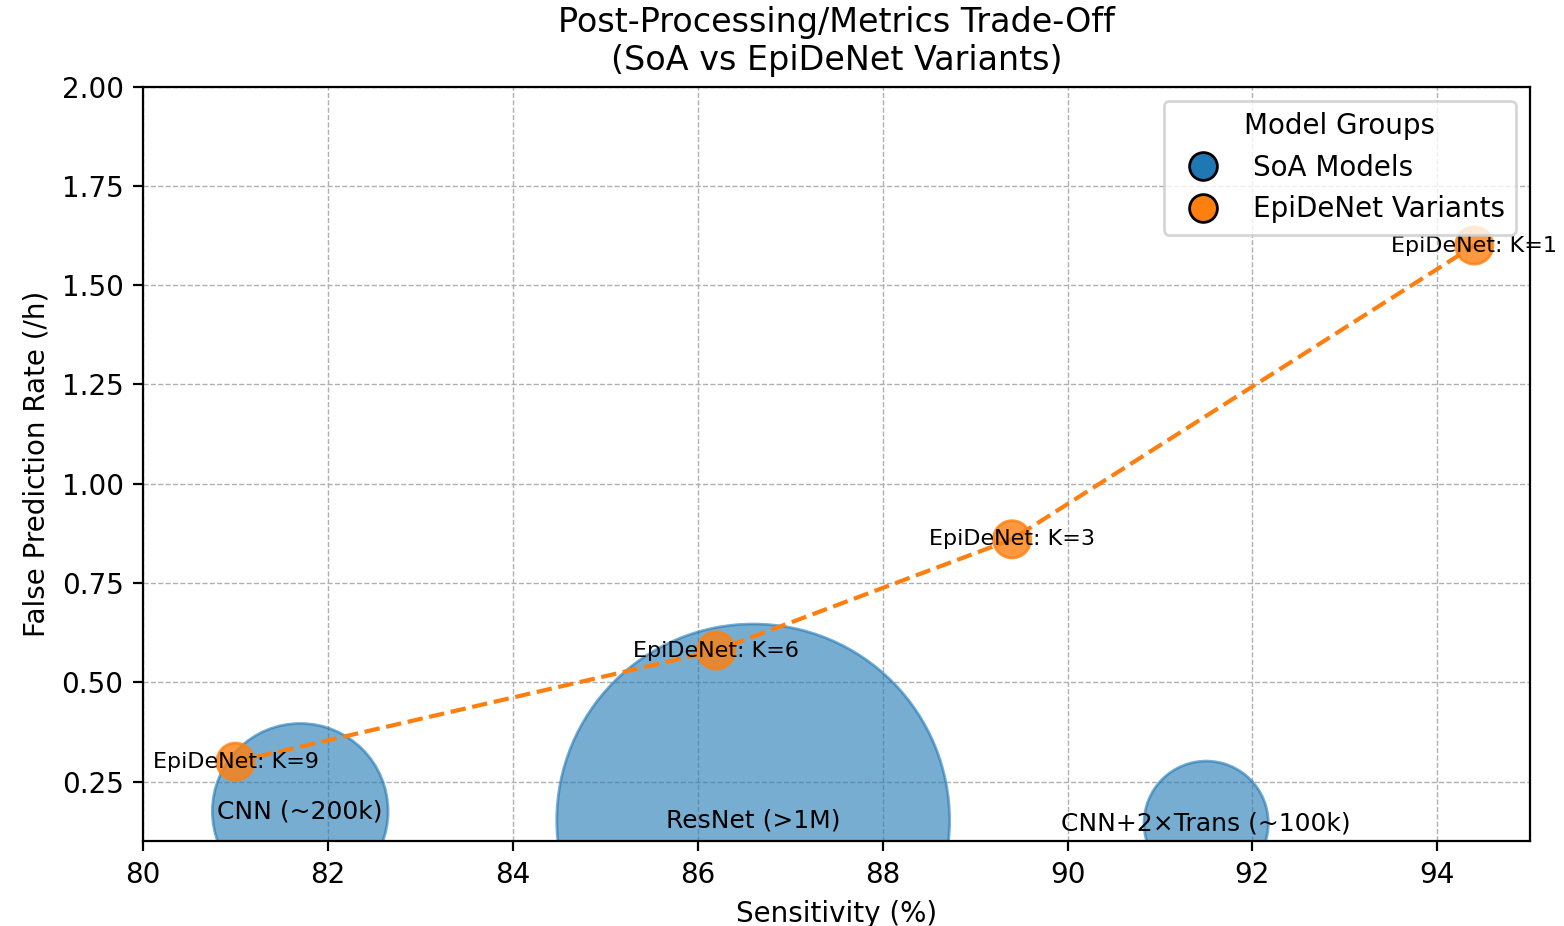 Post-Processing/Metrics Trade-Off
(SoA vs EpiDeNet Variants)
Model Groups
SoA Models
EpiDeNet Variants
False Prediction Rate (/h)
2.00
1.75
1.50
1.25
1.00
0.75
0.50
0.25
EpiDeNet: K=1
EpiDeNet: K=3
EpiDeNet: K=6
EpiDeNet: K=9
CNN (~200k)
ResNet (>1M)
CNN+2×Trans (~100k)
80
82
84
86
88
90
92
94
Sensitivity (%)